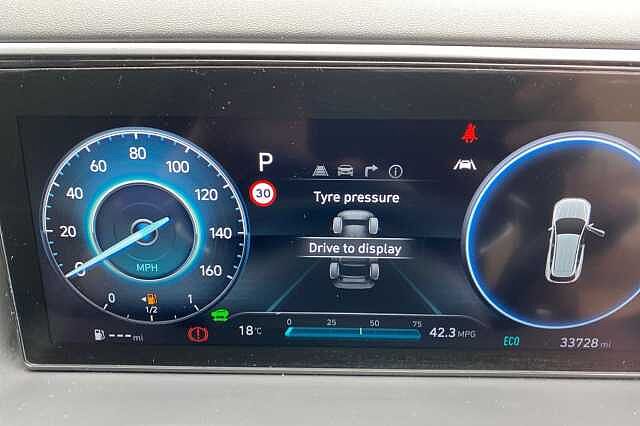 80
60 100
40 120
20 140
0 160
MPH
0 1
1/2
--- mi
P
30
Tyre pressure
Drive to display
18°C
0 50 75
42.3 MPG
ECO
33728 mi